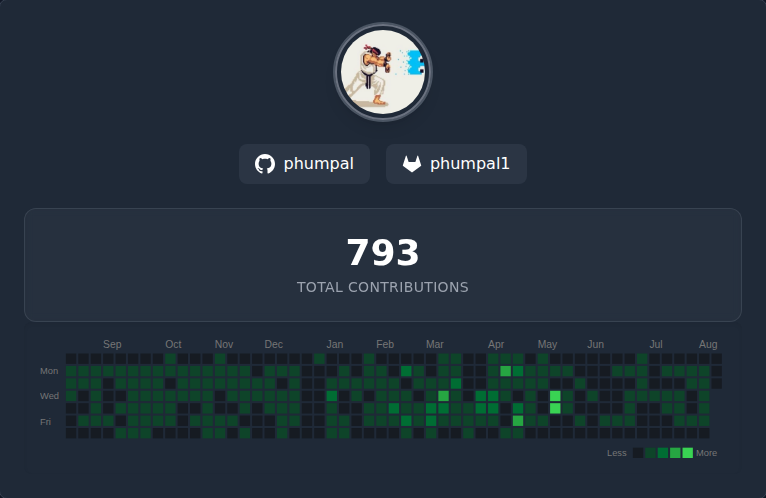 phumpal phumpal1
793
TOTAL CONTRIBUTIONS
Sep Oct Nov Dec Jan Feb Mar Apr May Jun Jul Aug
Mon
Wed
Fri
Less More